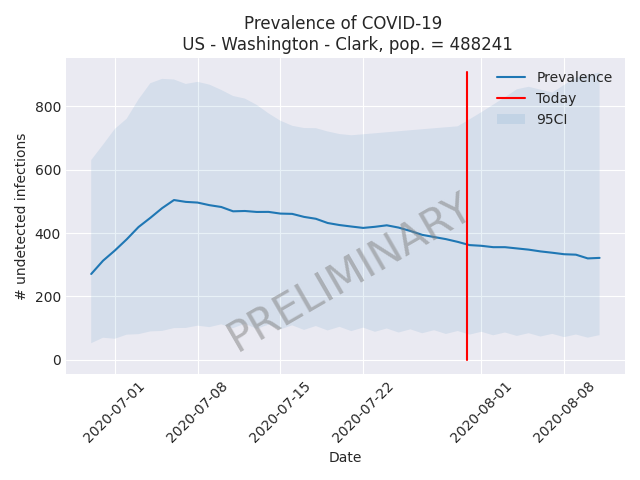 Prevalence of COVID-19
US - Washington - Clark, pop. = 488241
Prevalence
Today
95CI
800
600
400
200
0
# undetected infections
PRELIMINARY
2020-07-01
2020-07-08
2020-07-15
2020-07-22
2020-08-01
2020-08-08
Date